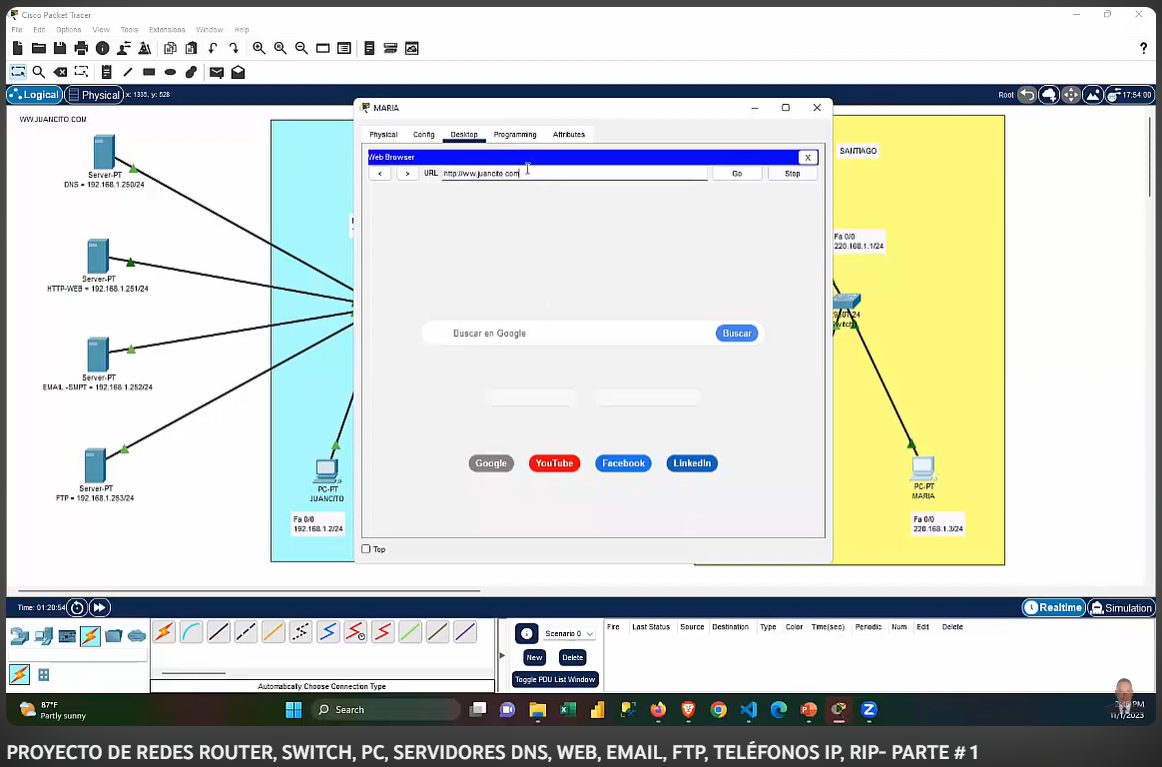 Cisco Packet Tracer
File Edit Options View Tools Extensions Window Help
?
Logical Physical x: 1335, y: 528 Root 17:54:00
WW.JUANCITO.COM
Server-PT
DNS = 192.168.1.250/24
Server-PT
HTTP-WEB = 192.168.1.251/24
Server-PT
EMAIL -SMPT = 192.168.1.252/24
Server-PT
FTP = 192.168.1.253/24
PC-PT
JUANCITO
Fa 0/0
192.168.1.2/24
MARIA
Physical Config Desktop Programming Attributes
Web Browser X
< > URL http://ww.juancito.com Go Stop
Buscar en Google Buscar
Google YouTube Facebook LinkedIn
Top
SANTIAGO
Fa 0/0
220.168.1.1/24
PC-PT
MARIA
Fa 0/0
220.168.1.3/24
Time: 01:20:54 Realtime Simulation
Scenario 0
New Delete
Toggle PDU List Window
Fire Last Status Source Destination Type Color Time(sec) Periodic Num Edit Delete
Automatically Choose Connection Type
87°F
Partly sunny
Search
PM
11/1/2023
PROYECTO DE REDES ROUTER, SWITCH, PC, SERVIDORES DNS, WEB, EMAIL, FTP, TELÉFONOS IP, RIP- PARTE # 1